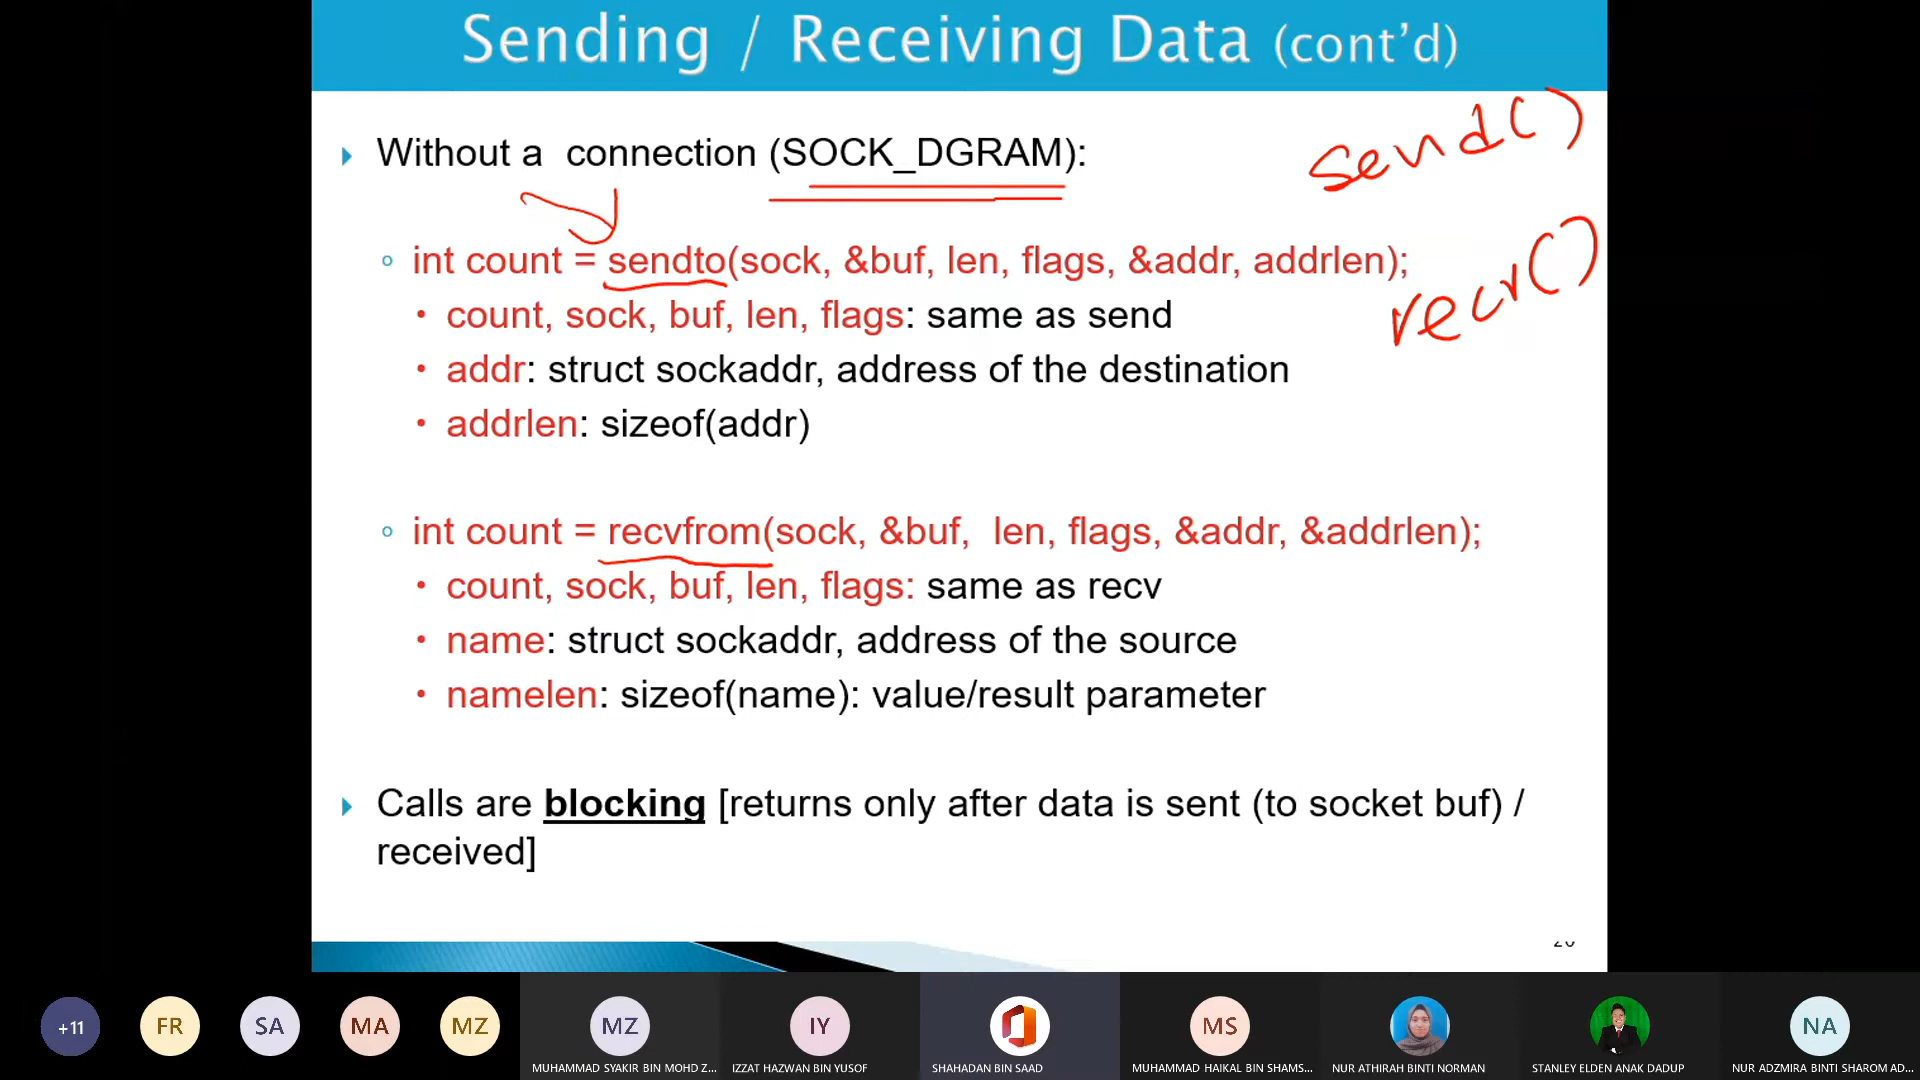 Sending / Receiving Data (cont'd)
Without a connection (SOCK_DGRAM):
send()
int count = sendto(sock, &buf, len, flags, &addr, addrlen);
recv()
count, sock, buf, len, flags: same as send
addr: struct sockaddr, address of the destination
addrlen: sizeof(addr)
int count = recvfrom(sock, &buf, len, flags, &addr, &addrlen);
count, sock, buf, len, flags: same as recv
name: struct sockaddr, address of the source
namelen: sizeof(name): value/result parameter
Calls are blocking [returns only after data is sent (to socket buf) /
received]
+11 FR SA MA MZ MZ IY MS NA
MUHAMMAD SYAKIR BIN MOHD Z... IZZAT HAZWAN BIN YUSOF SHAHADAN BIN SAAD MUHAMMAD HAIKAL BIN SHAMS... NUR ATHIRAH BINTI NORMAN STANLEY ELDEN ANAK DADUP NUR ADZMIRA BINTI SHAROM AD...